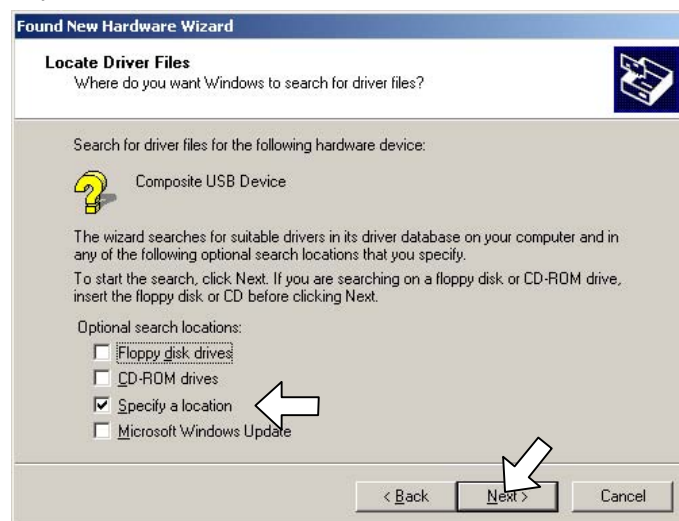 Found New Hardware Wizard
Locate Driver Files
Where do you want Windows to search for driver files?
Search for driver files for the following hardware device:
Composite USB Device
The wizard searches for suitable drivers in its driver database on your computer and in
any of the following optional search locations that you specify.
To start the search, click Next. If you are searching on a floppy disk or CD-ROM drive,
insert the floppy disk or CD before clicking Next.
Optional search locations:
Floppy disk drives
CD-ROM drives
Specify a location
Microsoft Windows Update
< Back Next > Cancel